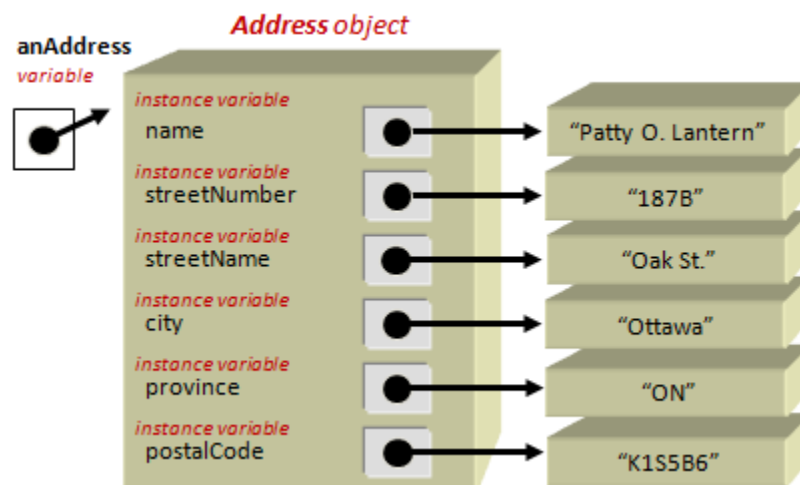 Address object
anAddress
variable
instance variable
name
“Patty O. Lantern”
instance variable
streetNumber
“187B”
instance variable
streetName
“Oak St.”
instance variable
city
“Ottawa”
instance variable
province
“ON”
instance variable
postalCode
“K1S5B6”